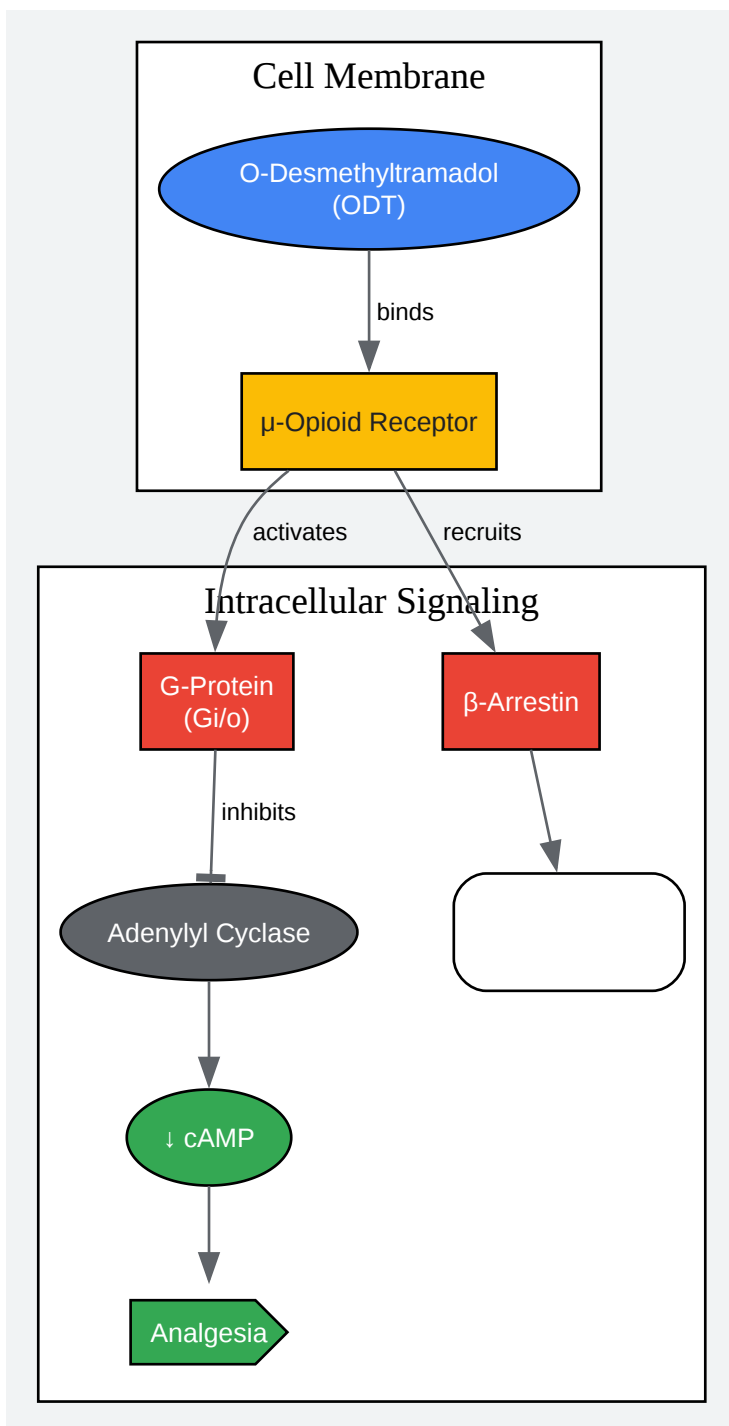 Cell Membrane
O-Desmethyltramadol
(ODT)
binds
μ-Opioid Receptor
activates
recruits
Intracellular Signaling
G-Protein
(Gi/o)
β-Arrestin
inhibits
Adenylyl Cyclase
↓ cAMP
Analgesia